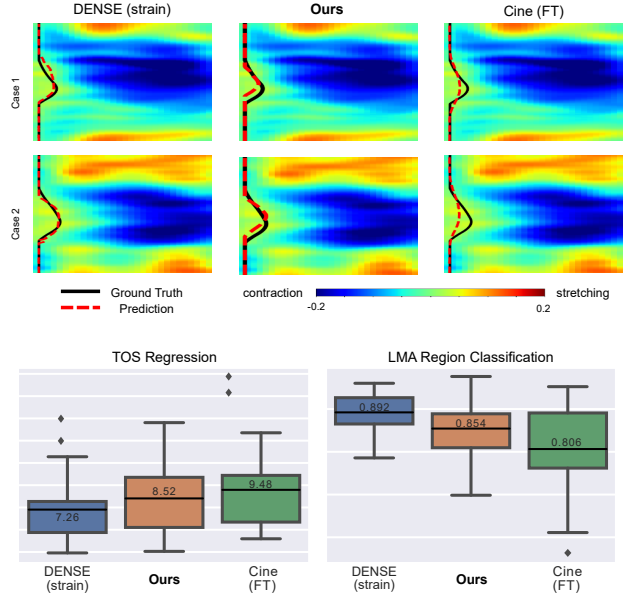 DENSE (strain)
Ours
Cine (FT)
Case 1
Case 2
Ground Truth
Prediction
contraction
-0.2
0.2
stretching
TOS Regression
7.26
8.52
9.48
DENSE
(strain)
Ours
Cine
(FT)
LMA Region Classification
0.892
0.854
0.806
DENSE
(strain)
Ours
Cine
(FT)